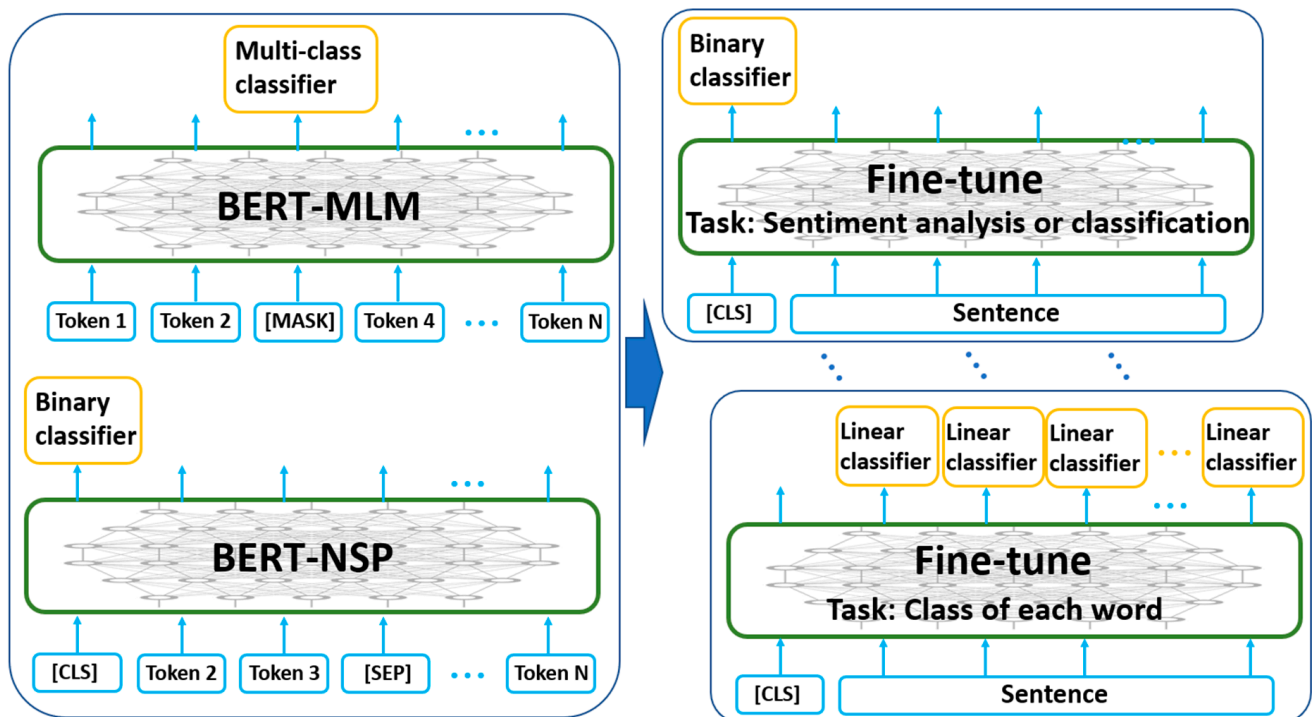 Multi-class
classifier
BERT-MLM
Token 1 Token 2 [MASK] Token 4 Token N
Binary
classifier
BERT-NSP
[CLS] Token 2 Token 3 [SEP] Token N
Binary
classifier
Fine-tune
Task: Sentiment analysis or classification
[CLS] Sentence
Linear
classifier
Linear
classifier
Linear
classifier
Linear
classifier
Fine-tune
Task: Class of each word
[CLS] Sentence